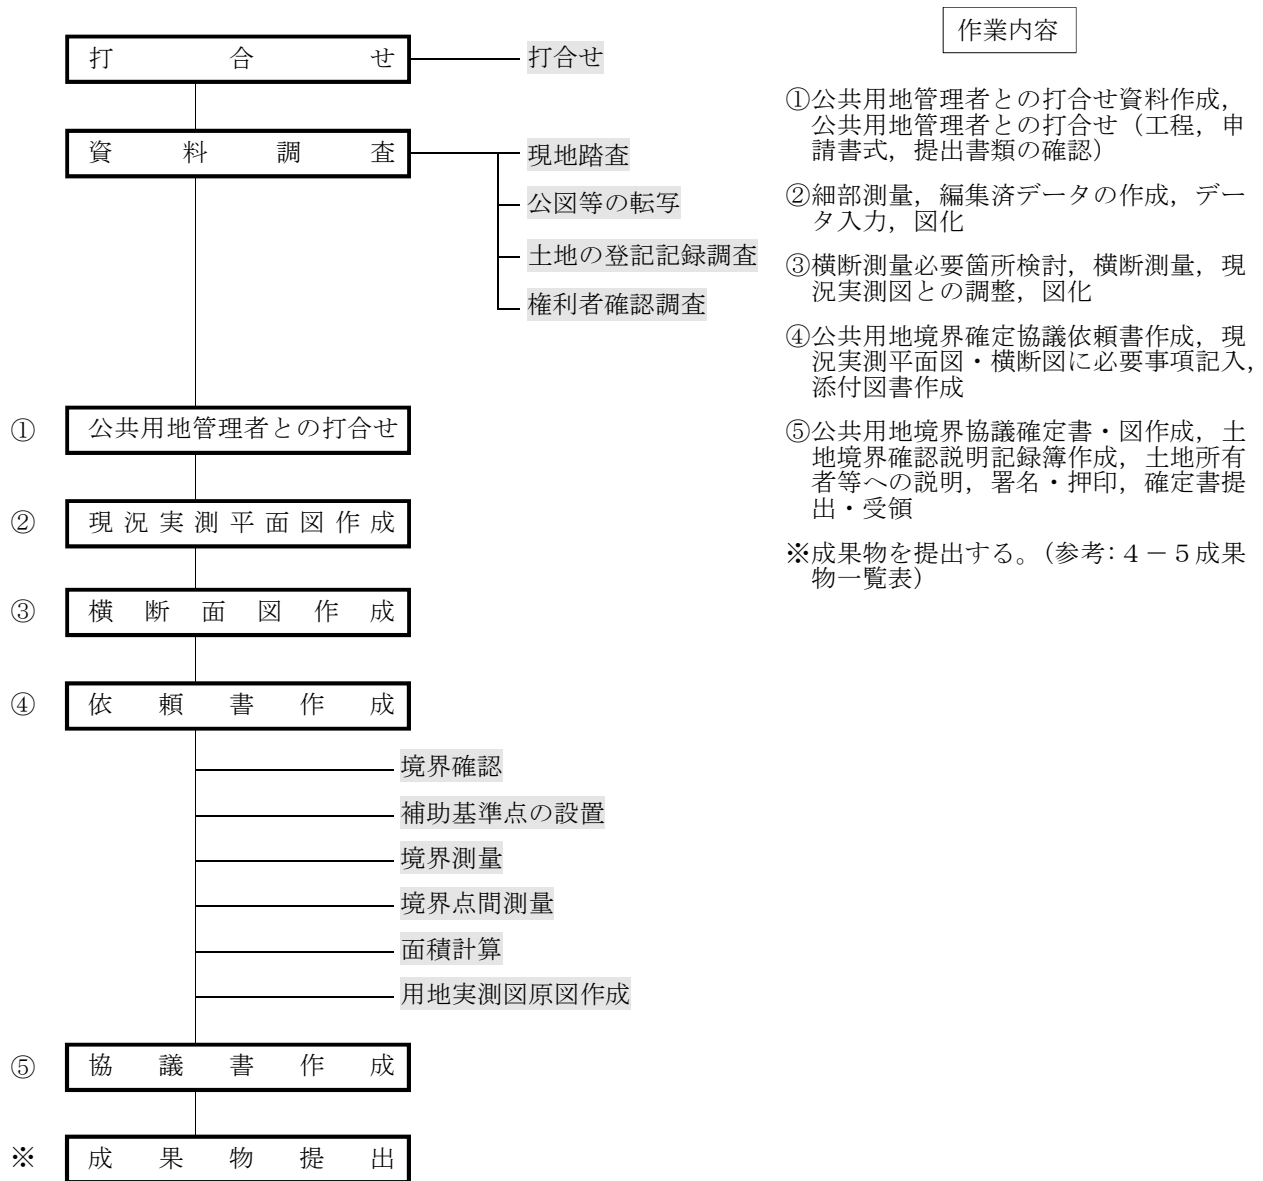 打合せ
打合せ
資料調査
現地踏査
公図等の転写
土地の登記記録調査
権利者確認調査
① 公共用地管理者との打合せ
② 現況実測平面図作成
③ 横断面図作成
④ 依頼書作成
境界確認
補助基準点の設置
境界測量
境界点間測量
面積計算
用地実測図原図作成
⑤ 協議書作成
※ 成果物提出
作業内容
①公共用地管理者との打合せ資料作成，
公共用地管理者との打合せ（工程，申
請書式，提出書類の確認）
②細部測量，編集済データの作成，デー
タ入力，図化
③横断測量必要箇所検討，横断測量，現
況実測図との調整，図化
④公共用地境界確定協議依頼書作成，現
況実測平面図・横断図に必要事項記入，
添付図書作成
⑤公共用地境界協議確定書・図作成，土
地境界確認説明記録簿作成，土地所有
者等への説明，署名・押印，確定書提
出・受領
※成果物を提出する。（参考：４－５成果
物一覧表）